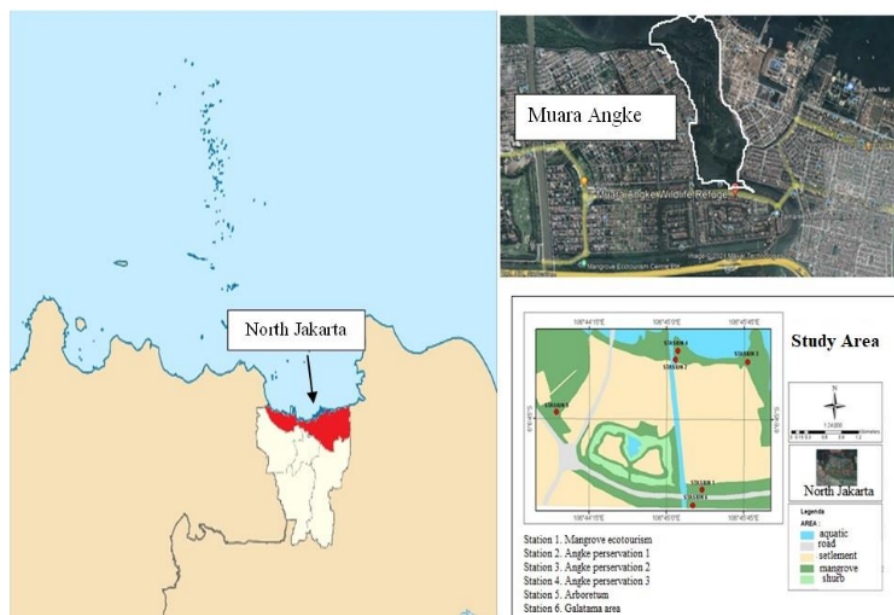 North Jakarta
Muara Angke
Muara Angke Wildlife Refuge
Mangrove Ecotourism Centre
106°44'15"E
106°45'0"E
106°45'45"E
STASIUN 4
STASIUN 2
STASIUN 3
STASIUN 5
STASIUN 1
STASIUN 6
Study Area
N
1:24,000
North Jakarta
Legenda
AREA :
aquatic
road
setlement
mangrove
shurb
Station 1. Mangrove ecotourism
Station 2. Angke perservation 1
Station 3. Angke perservation 2
Station 4. Angke perservation 3
Station 5. Arboretum
Station 6. Galatama area